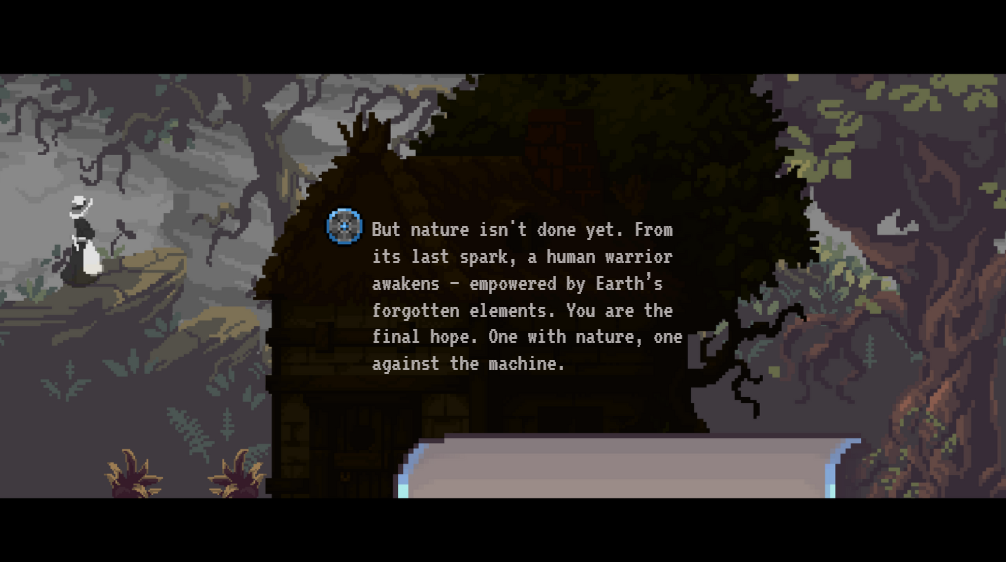 But nature isn't done yet. From
its last spark, a human warrior
awakens – empowered by Earth’s
forgotten elements. You are the
final hope. One with nature, one
against the machine.